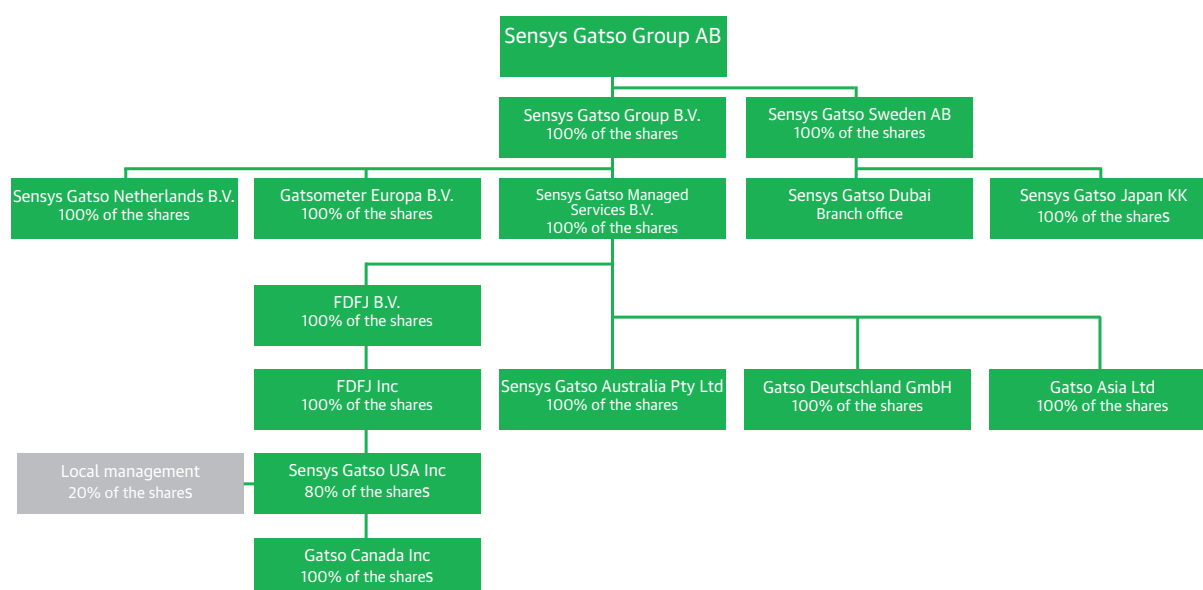 Sensys Gatso Group AB
Sensys Gatso Group B.V.
100% of the shares
Sensys Gatso Sweden AB
100% of the shares
Sensys Gatso Netherlands B.V.
100% of the shares
Gatsometer Europa B.V.
100% of the shares
Sensys Gatso Managed
Services B.V.
100% of the shares
Sensys Gatso Dubai
Branch office
Sensys Gatso Japan KK
100% of the shares
FDFJ B.V.
100% of the shares
FDFJ Inc
100% of the shares
Sensys Gatso Australia Pty Ltd
100% of the shares
Gatso Deutschland GmbH
100% of the shares
Gatso Asia Ltd
100% of the shares
Local management
20% of the shares
Sensys Gatso USA Inc
80% of the shares
Gatso Canada Inc
100% of the shares